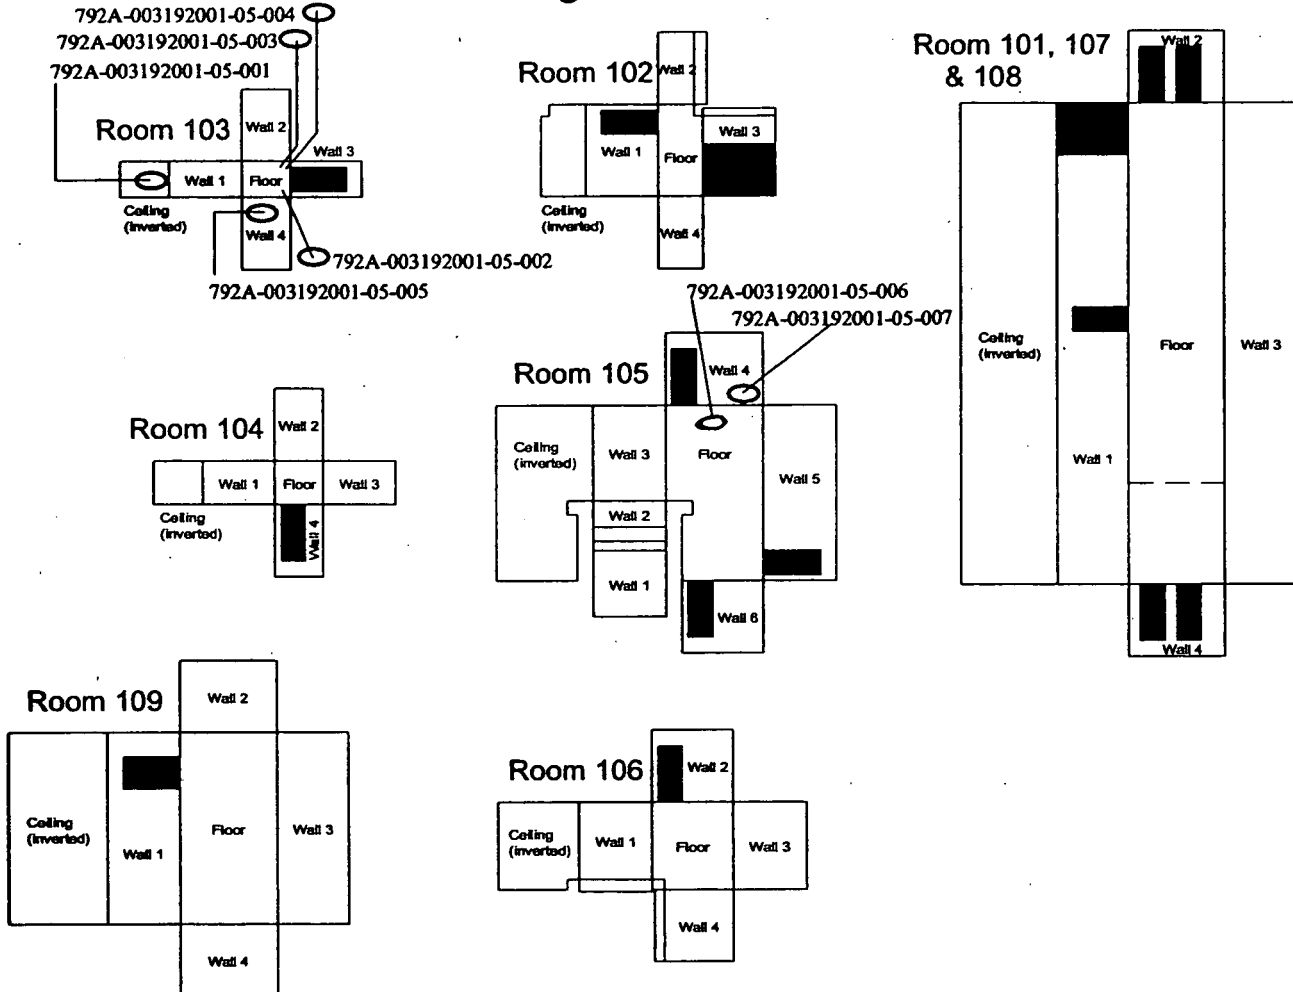 792A-003192001-05-004
792A-003192001-05-003
792A-003192001-05-001
Room 103
Wall 2
Wall 3
Wall 1
Floor
Ceiling
(inverted)
Wall 4
792A-003192001-05-002
792A-003192001-05-005
Room 102
Wall 2
Wall 1
Wall 3
Floor
Ceiling
(inverted)
Wall 4
Room 101, 107
& 108
Wall 2
Ceiling
(inverted)
Floor
Wall 3
Wall 1
Wall 4
792A-003192001-05-006
792A-003192001-05-007
Room 105
Wall 4
Ceiling
(inverted)
Wall 3
Floor
Wall 5
Wall 2
Wall 1
Wall 6
Room 104
Wall 2
Wall 1
Floor
Wall 3
Ceiling
(inverted)
Wall 4
Room 109
Wall 2
Ceiling
(inverted)
Wall 1
Floor
Wall 3
Wall 4
Room 106
Wall 2
Ceiling
(inverted)
Wall 1
Floor
Wall 3
Wall 4